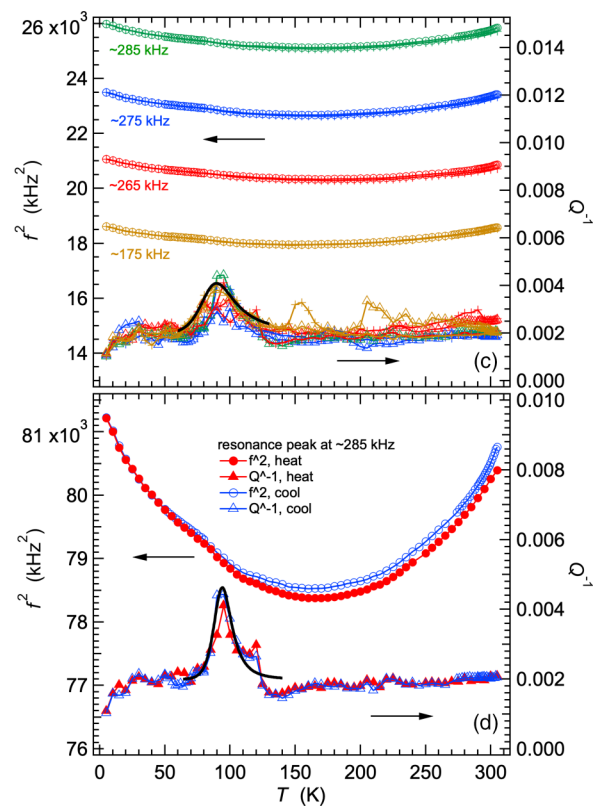 26 x10³
24
22
20
18
16
14
f² (kHz²)
~285 kHz
~275 kHz
~265 kHz
~175 kHz
0.014
0.012
0.010
0.008
0.006
0.004
0.002
0.000
Q⁻¹
(c)
81 x10³
80
79
78
77
76
f² (kHz²)
resonance peak at ~285 kHz
f^2, heat
Q^-1, heat
f^2, cool
Q^-1, cool
0.010
0.008
0.006
0.004
0.002
0.000
Q⁻¹
(d)
0 50 100 150 200 250 300
T (K)